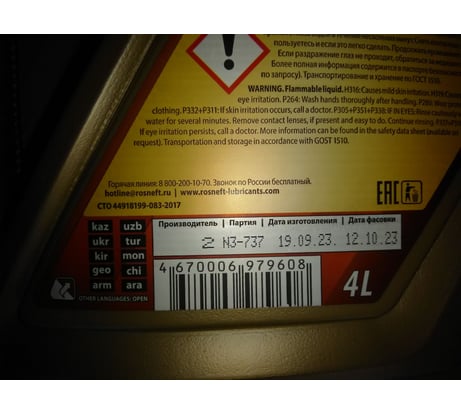 пользуетесь и если это легко сделать. Продолжать
Если раздражение глаз не проходит, обратиться за
Более полная информация содержится в паспорте
по запросу). Транспортирование и хранение по ГОСТ 1510.
WARNING. Flammable liquid. H316: Causes mild skin irritation. H319: Causes
eye irritation. P264: Wash hands thoroughly after handling. P280: Wear
clothing. P332+P311: If skin irritation occurs, call a doctor. P305+P351+P338: IF IN EYES: Rinse
water for several minutes. Remove contact lenses, if present and easy to do. Continue rinsing.
If eye irritation persists, call a doctor. More information can be found in the safety data sheet (available
request). Transportation and storage in accordance with GOST 1510.
Горячая линия: 8 800-200-10-70. Звонок по России бесплатный.
hotline@rosneft.ru www.rosneft-lubricants.com
СТО 44918199-083-2017
EAC
kaz uzb
ukr tur
kir mon
geo chi
arm ara
OTHER LANGUAGES: OPEN
Производитель | Партия | Дата изготовления | Дата фасовки
2 N3-737 19.09.23. 12.10.23
4 670006 979608
4L